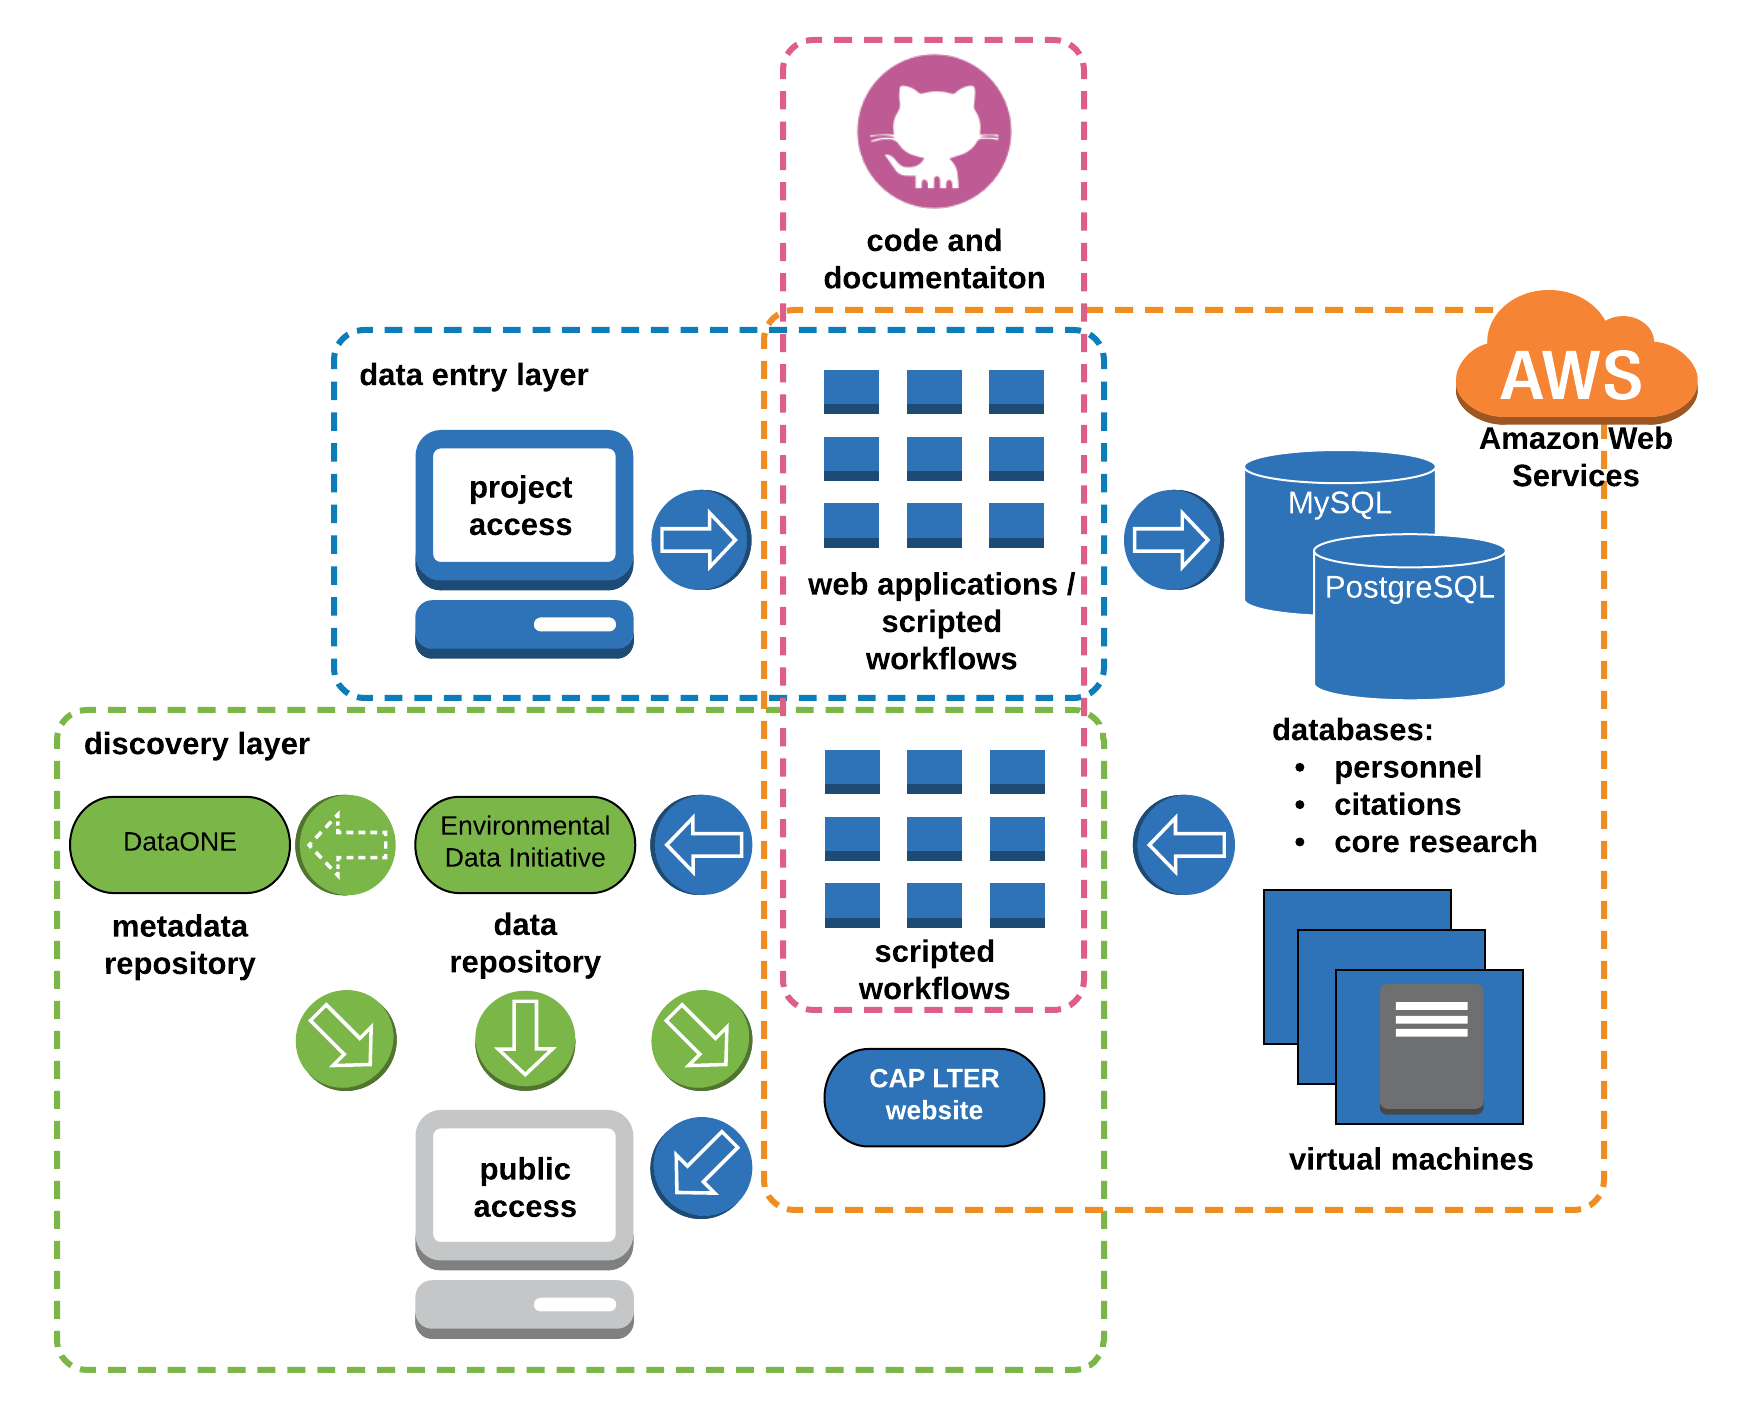 code and
documentaiton
AWS
Amazon Web
Services
data entry layer
project
access
web applications /
scripted
workflows
MySQL
PostgreSQL
databases:
• personnel
• citations
• core research
discovery layer
DataONE
metadata
repository
Environmental
Data Initiative
data
repository
scripted
workflows
CAP LTER
website
virtual machines
public
access